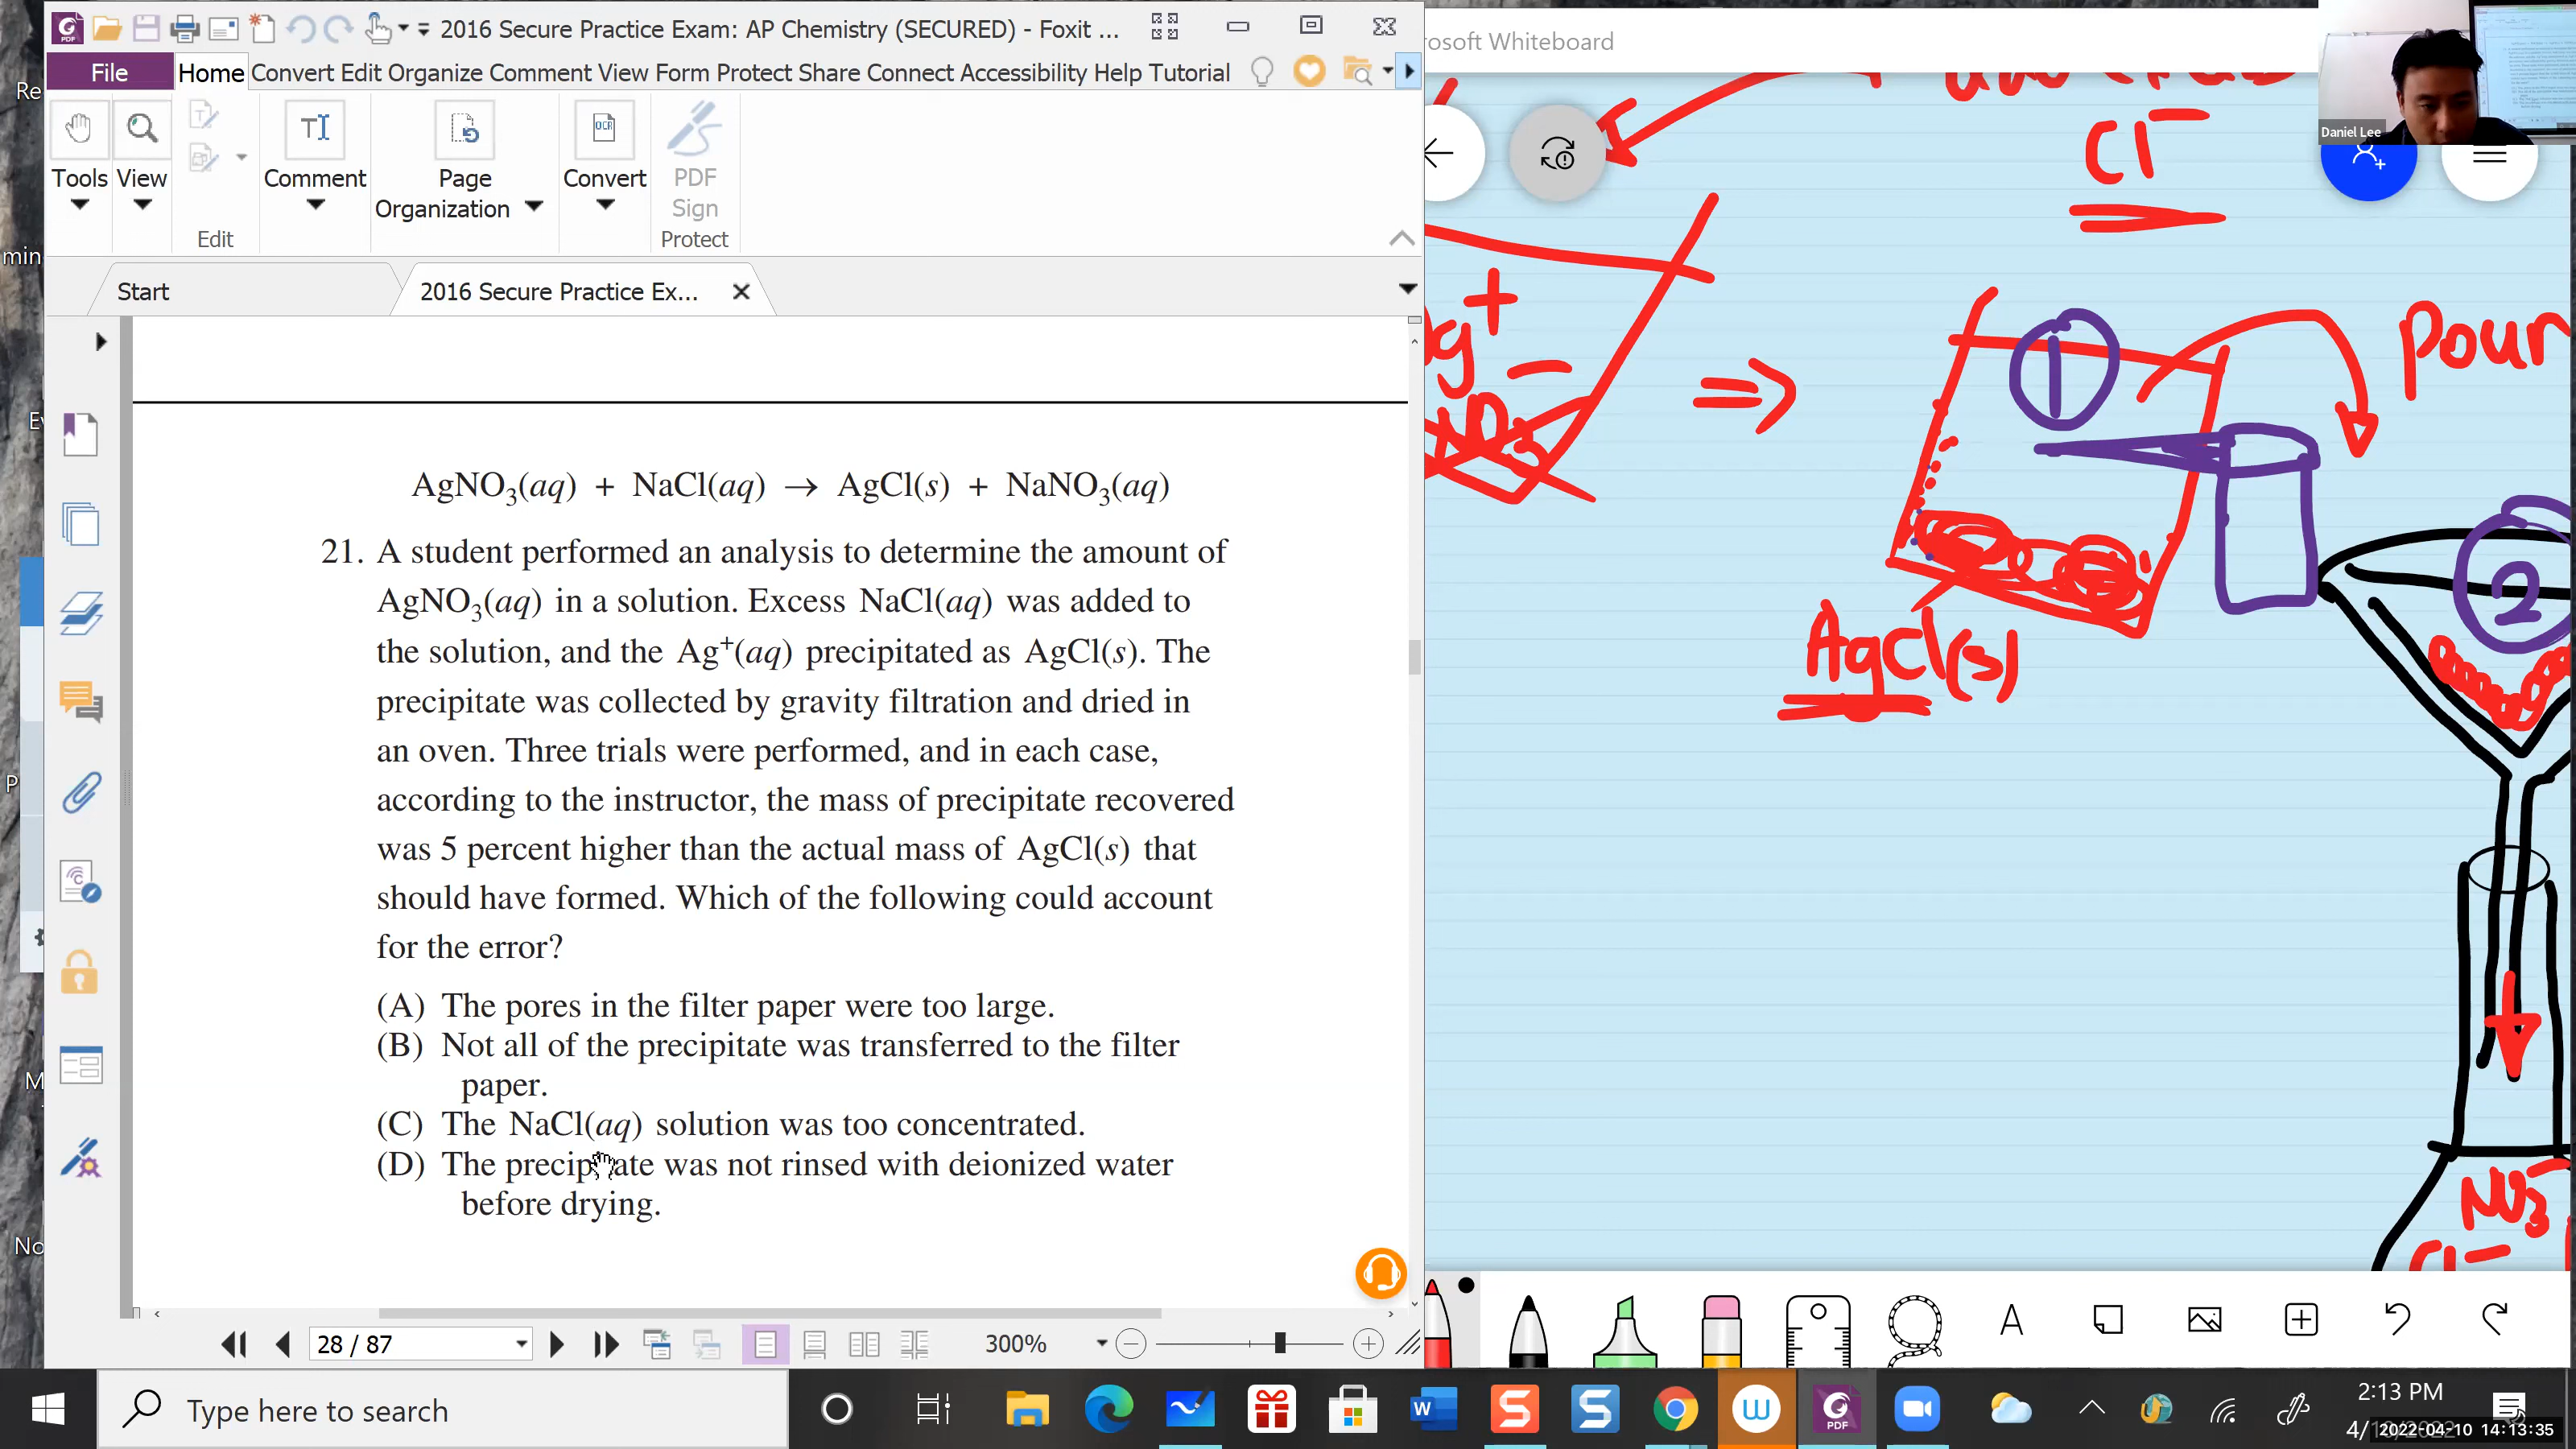 2016 Secure Practice Exam: AP Chemistry (SECURED) - Foxit ...
File Home Convert Edit Organize Comment View Form Protect Share Connect Accessibility Help Tutorial
Tools View Comment Page Organization Convert PDF Sign
Edit Protect
Start 2016 Secure Practice Ex...
AgNO3(aq) + NaCl(aq) → AgCl(s) + NaNO3(aq)
21. A student performed an analysis to determine the amount of
AgNO3(aq) in a solution. Excess NaCl(aq) was added to
the solution, and the Ag+(aq) precipitated as AgCl(s). The
precipitate was collected by gravity filtration and dried in
an oven. Three trials were performed, and in each case,
according to the instructor, the mass of precipitate recovered
was 5 percent higher than the actual mass of AgCl(s) that
should have formed. Which of the following could account
for the error?
(A) The pores in the filter paper were too large.
(B) Not all of the precipitate was transferred to the filter
paper.
(C) The NaCl(aq) solution was too concentrated.
(D) The precipitate was not rinsed with deionized water
before drying.
28 / 87
300%
osoft Whiteboard
Daniel Lee
Cl−
g+
⇒
1
Pour
2
AgCl(s)
NO3−
Cl−
Type here to search
2:13 PM
2022-04-10 14:13:35